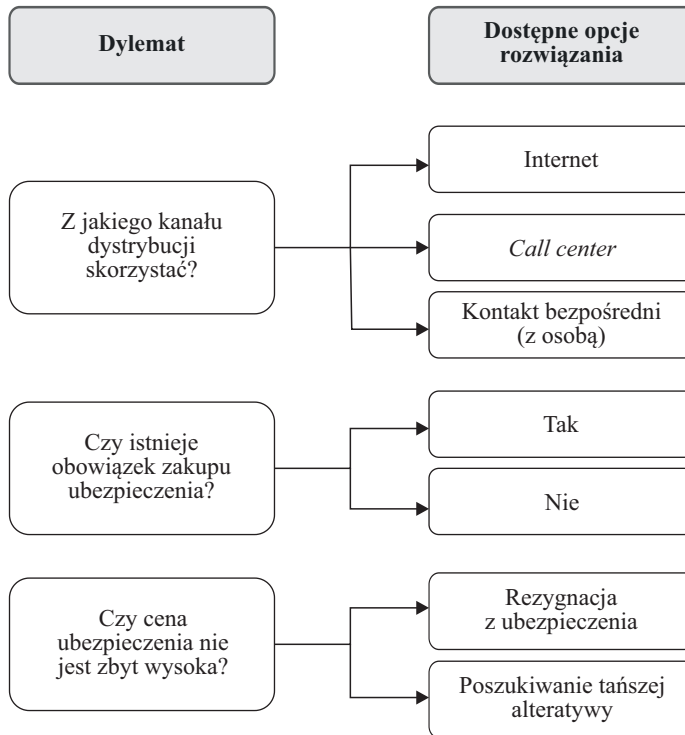 Dylemat
Dostępne opcje
rozwiązania
Z jakiego kanału
dystrybucji
skorzystać?
Internet
Call center
Kontakt bezpośredni
(z osobą)
Czy istnieje
obowiązek zakupu
ubezpieczenia?
Tak
Nie
Czy cena
ubezpieczenia nie
jest zbyt wysoka?
Rezygnacja
z ubezpieczenia
Poszukiwanie tańszej
alteratywy